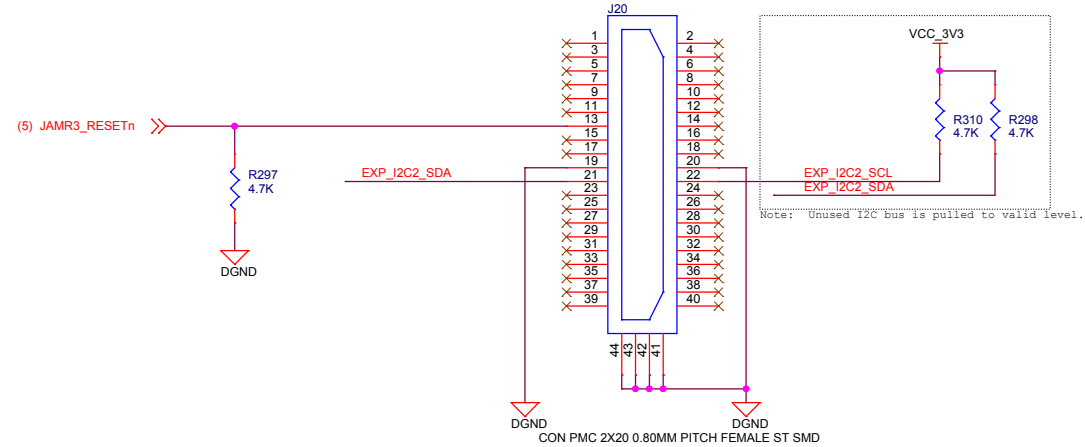 J20
1 2
3 4
5 6
7 8
9 10
11 12
13 14
15 16
17 18
19 20
21 22
23 24
25 26
27 28
29 30
31 32
33 34
35 36
37 38
39 40
44 43 42 41
(5) JAMR3_RESETn
R297
4.7K
DGND
EXP_I2C2_SDA
VCC_3V3
R310
4.7K
R298
4.7K
EXP_I2C2_SCL
EXP_I2C2_SDA
Note: Unused I2C bus is pulled to valid level.
DGND
DGND
CON PMC 2X20 0.80MM PITCH FEMALE ST SMD